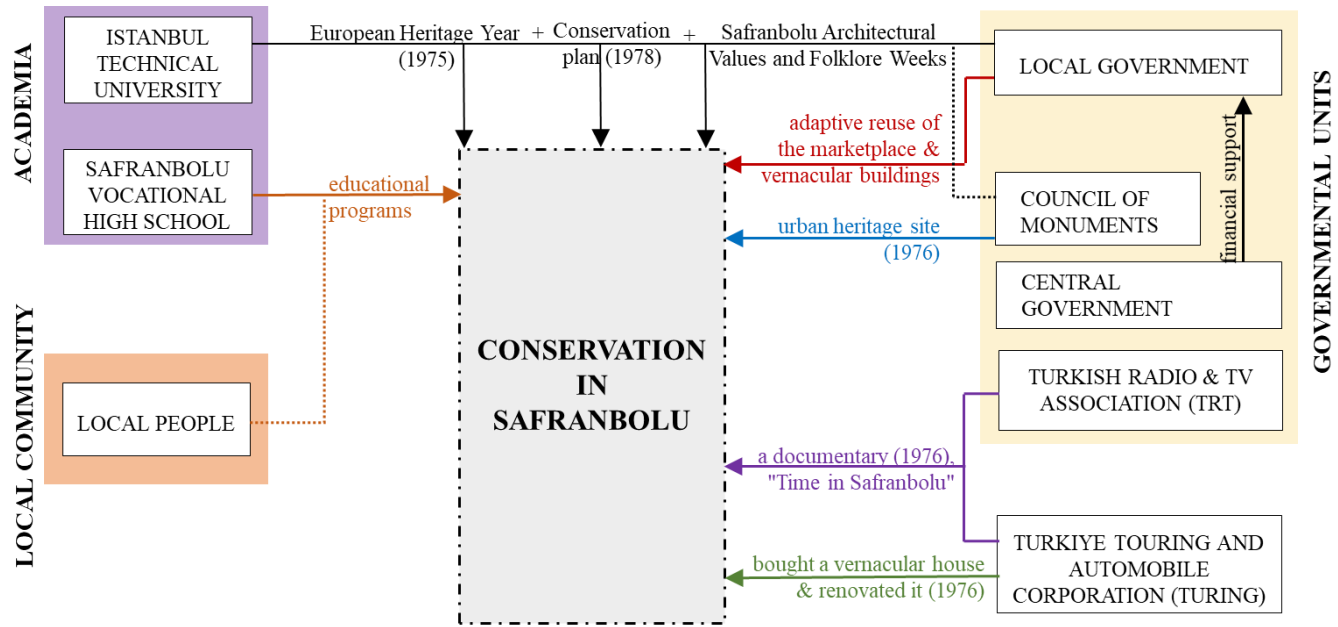 ACADEMIA
ISTANBUL
TECHNICAL
UNIVERSITY
SAFRANBOLU
VOCATIONAL
HIGH SCHOOL
LOCAL COMMUNITY
LOCAL PEOPLE
European Heritage Year
(1975)
+
Conservation
plan (1978)
+
Safranbolu Architectural
Values and Folklore Weeks
educational
programs
CONSERVATION
IN
SAFRANBOLU
adaptive reuse of
the marketplace &
vernacular buildings
urban heritage site
(1976)
a documentary (1976),
"Time in Safranbolu"
bought a vernacular house
& renovated it (1976)
GOVERNMENTAL UNITS
LOCAL GOVERNMENT
financial support
COUNCIL OF
MONUMENTS
CENTRAL
GOVERNMENT
TURKISH RADIO & TV
ASSOCIATION (TRT)
TURKIYE TOURING AND
AUTOMOBILE
CORPORATION (TURING)